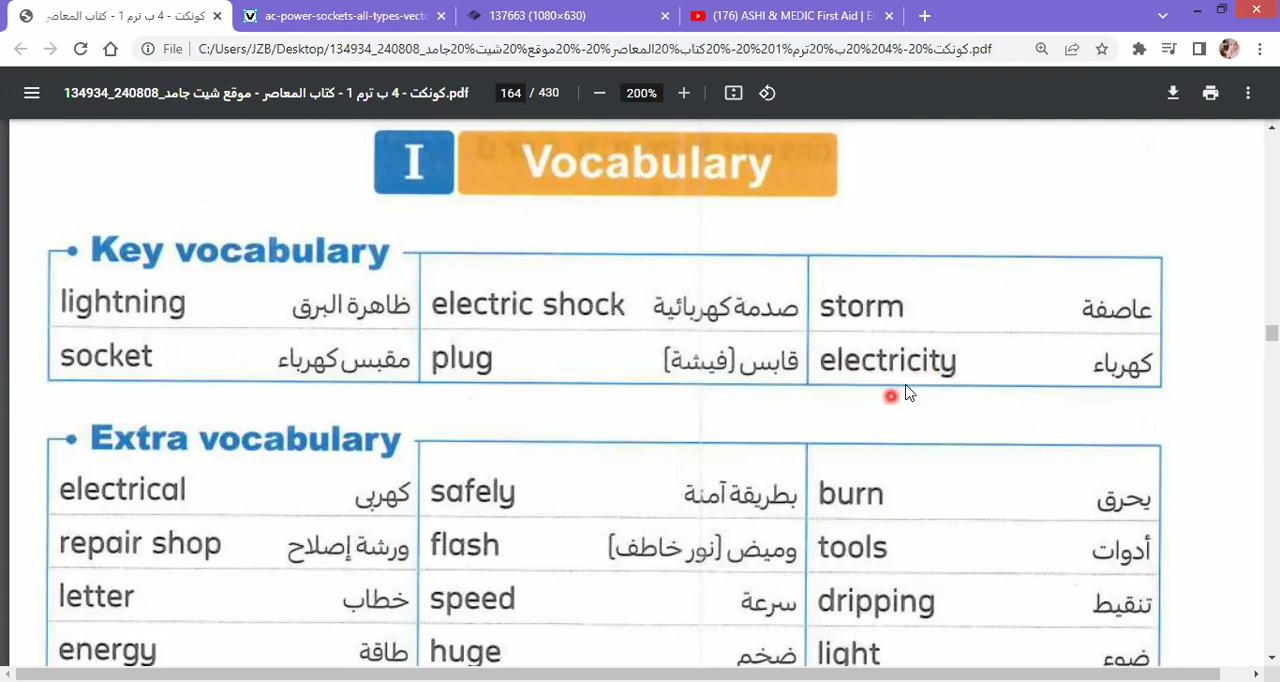 كونكت - 4 ب ترم 1 - كتاب المعاصر
ac-power-sockets-all-types-vecto
137663 (1080×630)
(176) ASHI & MEDIC First Aid | E
File
C:/Users/JZB/Desktop/134934_240808_كونكت%20-%204%20ب%20ترم%201%20-%20كتاب%20المعاصر%20-%20موقع%20شيت%20جامد.pdf
134934_240808_كونكت - 4 ب ترم 1 - كتاب المعاصر - موقع شيت جامد.pdf
164 / 430
200%
I Vocabulary
Key vocabulary
lightning ظاهرة البرق electric shock صدمة كهربائية storm عاصفة
socket مقبس كهرباء plug قابس [فيشة] electricity كهرباء
Extra vocabulary
electrical كهربى safely بطريقة آمنة burn يحرق
repair shop ورشة إصلاح flash وميض [نور خاطف] tools أدوات
letter خطاب speed سرعة dripping تنقيط
energy طاقة huge ضخم light ضوء